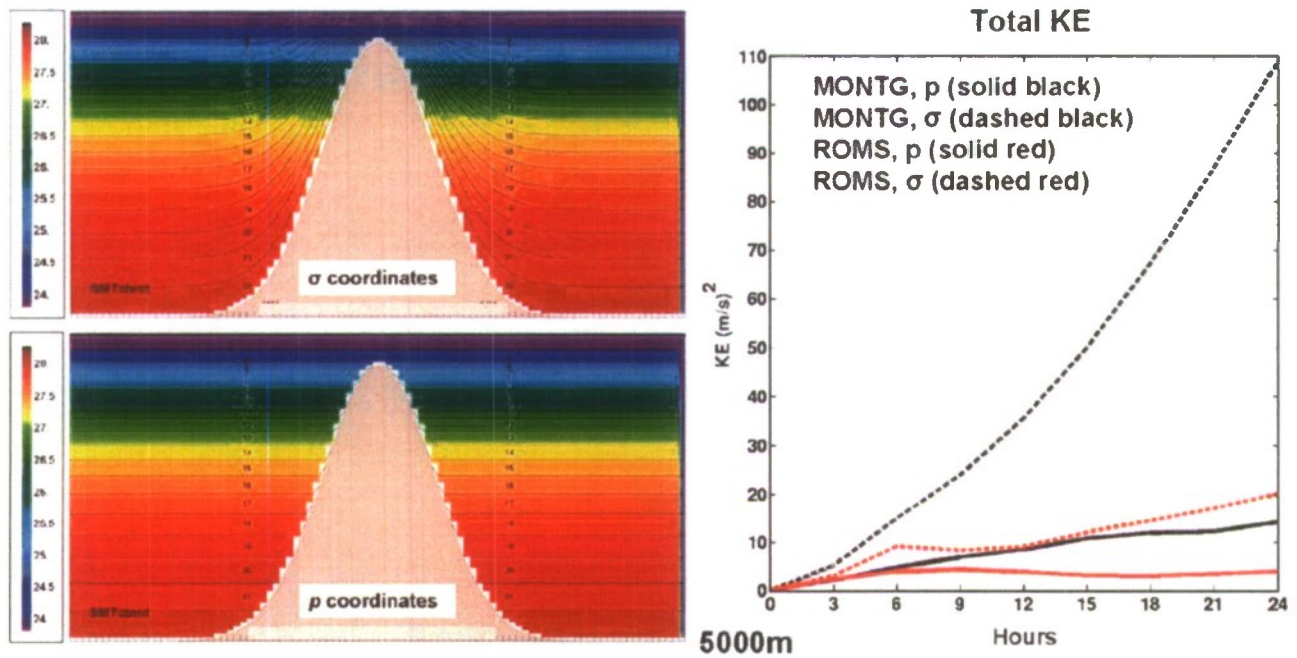 28.
27.5
27.
26.5
26.
25.5
25.
24.5
24.
σ coordinates
28.
27.5
27.
26.5
26.
25.5
25.
24.5
24
p coordinates
5000m
Total KE
MONTG, p (solid black)
MONTG, σ (dashed black)
ROMS, p (solid red)
ROMS, σ (dashed red)
KE (m/s)²
110
100
90
80
70
60
50
40
30
20
10
0
0 3 6 9 12 15 18 21 24
Hours